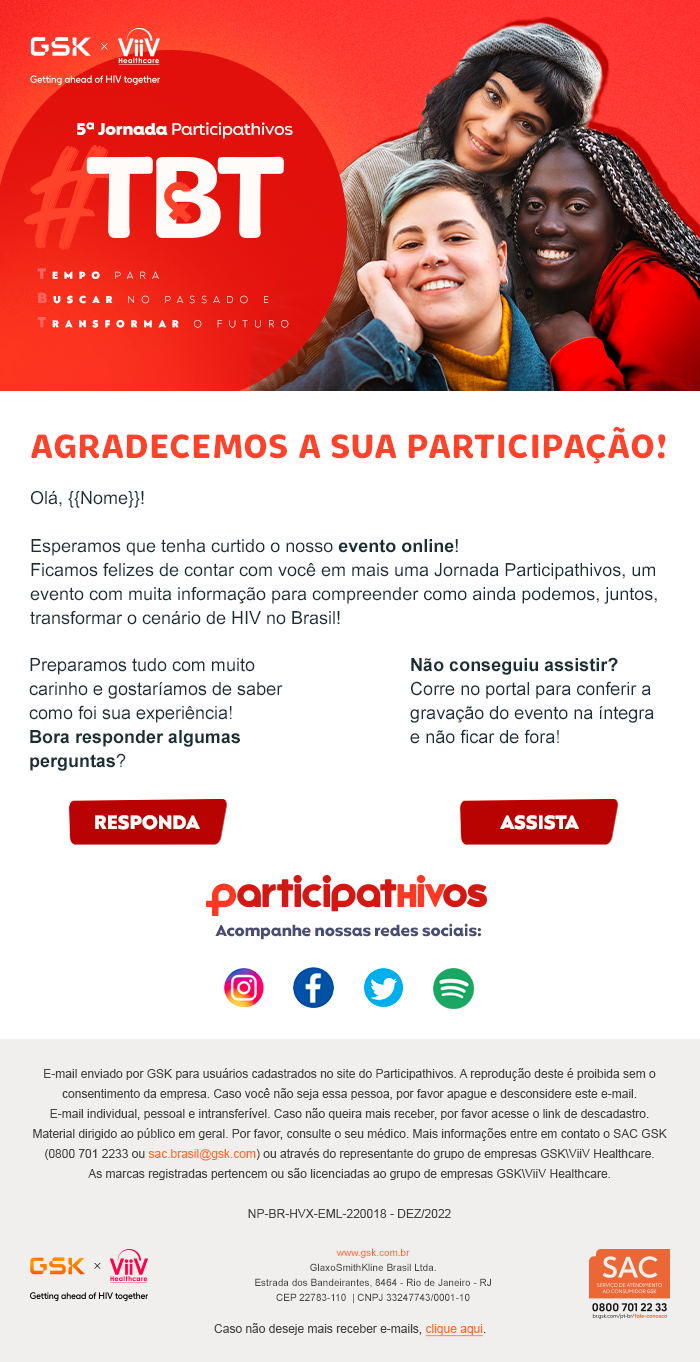 GSK × ViiV
Healthcare
Getting ahead of HIV together
5ª Jornada Participathivos
#TBT
TEMPO PARA
BUSCAR NO PASSADO E
TRANSFORMAR O FUTURO
AGRADECEMOS A SUA PARTICIPAÇÃO!
Olá, {{Nome}}!
Esperamos que tenha curtido o nosso evento online!
Ficamos felizes de contar com você em mais uma Jornada Participathivos, um
evento com muita informação para compreender como ainda podemos, juntos,
transformar o cenário de HIV no Brasil!
Preparamos tudo com muito
carinho e gostaríamos de saber
como foi sua experiência!
Bora responder algumas
perguntas?
RESPONDA
Não conseguiu assistir?
Corre no portal para conferir a
gravação do evento na íntegra
e não ficar de fora!
ASSISTA
participatHIVos
Acompanhe nossas redes sociais:
E-mail enviado por GSK para usuários cadastrados no site do Participathivos. A reprodução deste é proibida sem o
consentimento da empresa. Caso você não seja essa pessoa, por favor apague e desconsidere este e-mail.
E-mail individual, pessoal e intransferível. Caso não queira mais receber, por favor acesse o link de descadastro.
Material dirigido ao público em geral. Por favor, consulte o seu médico. Mais informações entre em contato o SAC GSK
(0800 701 2233 ou sac.brasil@gsk.com) ou através do representante do grupo de empresas GSK\ViiV Healthcare.
As marcas registradas pertencem ou são licenciadas ao grupo de empresas GSK\ViiV Healthcare.
NP-BR-HVX-EML-220018 - DEZ/2022
GSK × ViiV
Healthcare
Getting ahead of HIV together
www.gsk.com.br
GlaxoSmithKline Brasil Ltda.
Estrada dos Bandeirantes, 8464 - Rio de Janeiro - RJ
CEP 22783-110 | CNPJ 33247743/0001-10
SAC
SERVIÇO DE ATENDIMENTO
AO CONSUMIDOR GSK
0800 701 22 33
br.gsk.com/pt-br/fale-conosco
Caso não deseje mais receber e-mails, clique aqui.